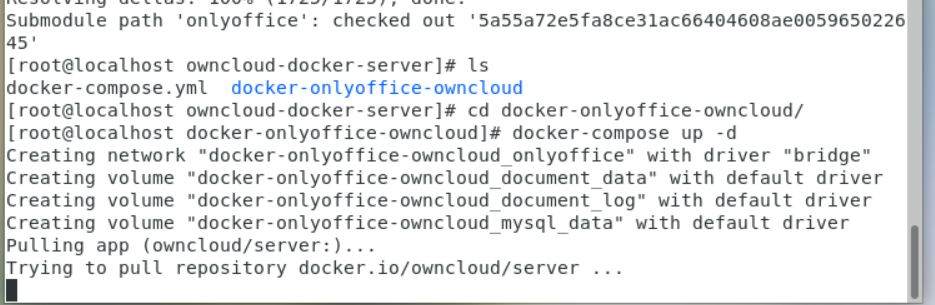 Resolving deltas: 100% (1725/1725), done.
Submodule path 'onlyoffice': checked out '5a55a72e5fa8ce31ac66404608ae0059650226
45'
[root@localhost owncloud-docker-server]# ls
docker-compose.yml  docker-onlyoffice-owncloud
[root@localhost owncloud-docker-server]# cd docker-onlyoffice-owncloud/
[root@localhost docker-onlyoffice-owncloud]# docker-compose up -d
Creating network "docker-onlyoffice-owncloud_onlyoffice" with driver "bridge"
Creating volume "docker-onlyoffice-owncloud_document_data" with default driver
Creating volume "docker-onlyoffice-owncloud_document_log" with default driver
Creating volume "docker-onlyoffice-owncloud_mysql_data" with default driver
Pulling app (owncloud/server:)...
Trying to pull repository docker.io/owncloud/server ...